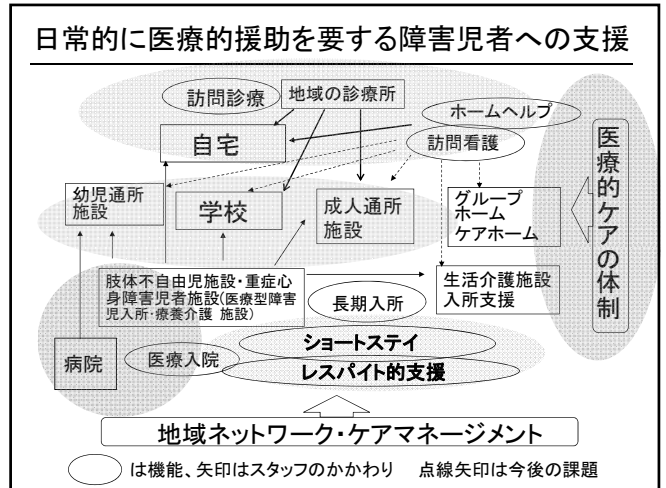 日常的に医療的援助を要する障害児者への支援
訪問診療
地域の診療所
ホームヘルプ
自宅
訪問看護
医療的ケアの体制
幼児通所
施設
学校
成人通所
施設
グループ
ホーム
ケアホーム
肢体不自由児施設・重症心
身障害児者施設(医療型障害
児入所・療養介護 施設)
生活介護施設
入所支援
長期入所
ショートステイ
病院
医療入院
レスパイト的支援
地域ネットワーク・ケアマネージメント
は機能、矢印はスタッフのかかわり 点線矢印は今後の課題